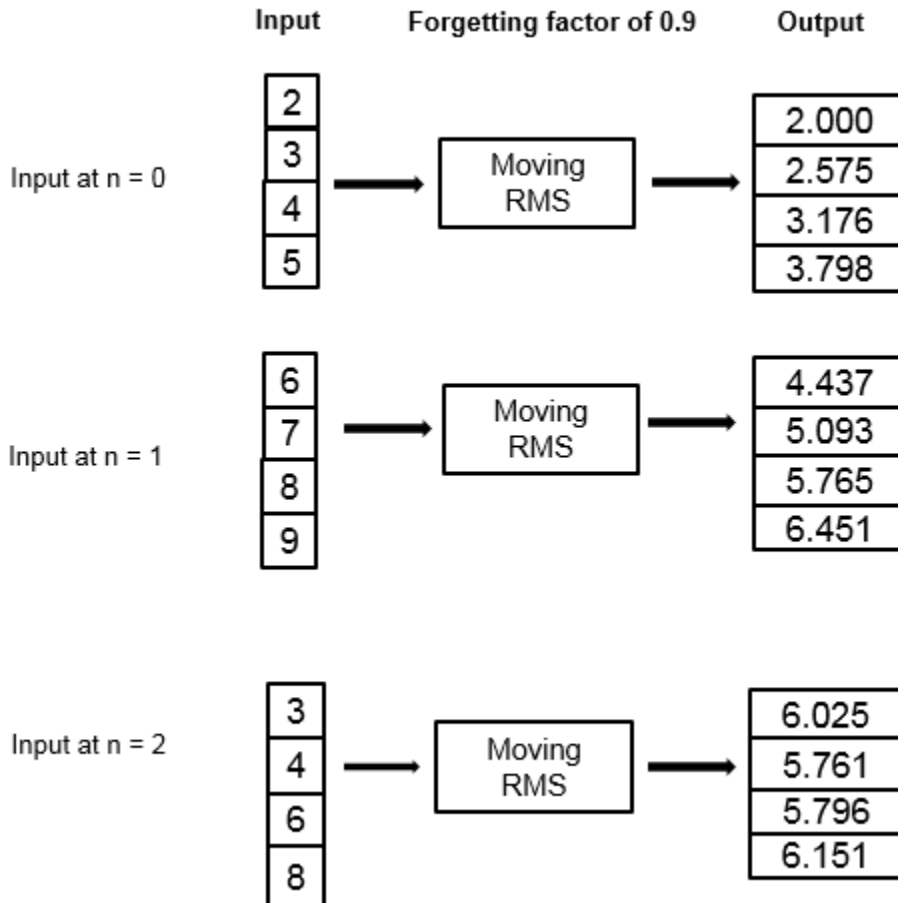 Input Forgetting factor of 0.9 Output
Input at n = 0
2
3
4
5
Moving
RMS
2.000
2.575
3.176
3.798
Input at n = 1
6
7
8
9
Moving
RMS
4.437
5.093
5.765
6.451
Input at n = 2
3
4
6
8
Moving
RMS
6.025
5.761
5.796
6.151